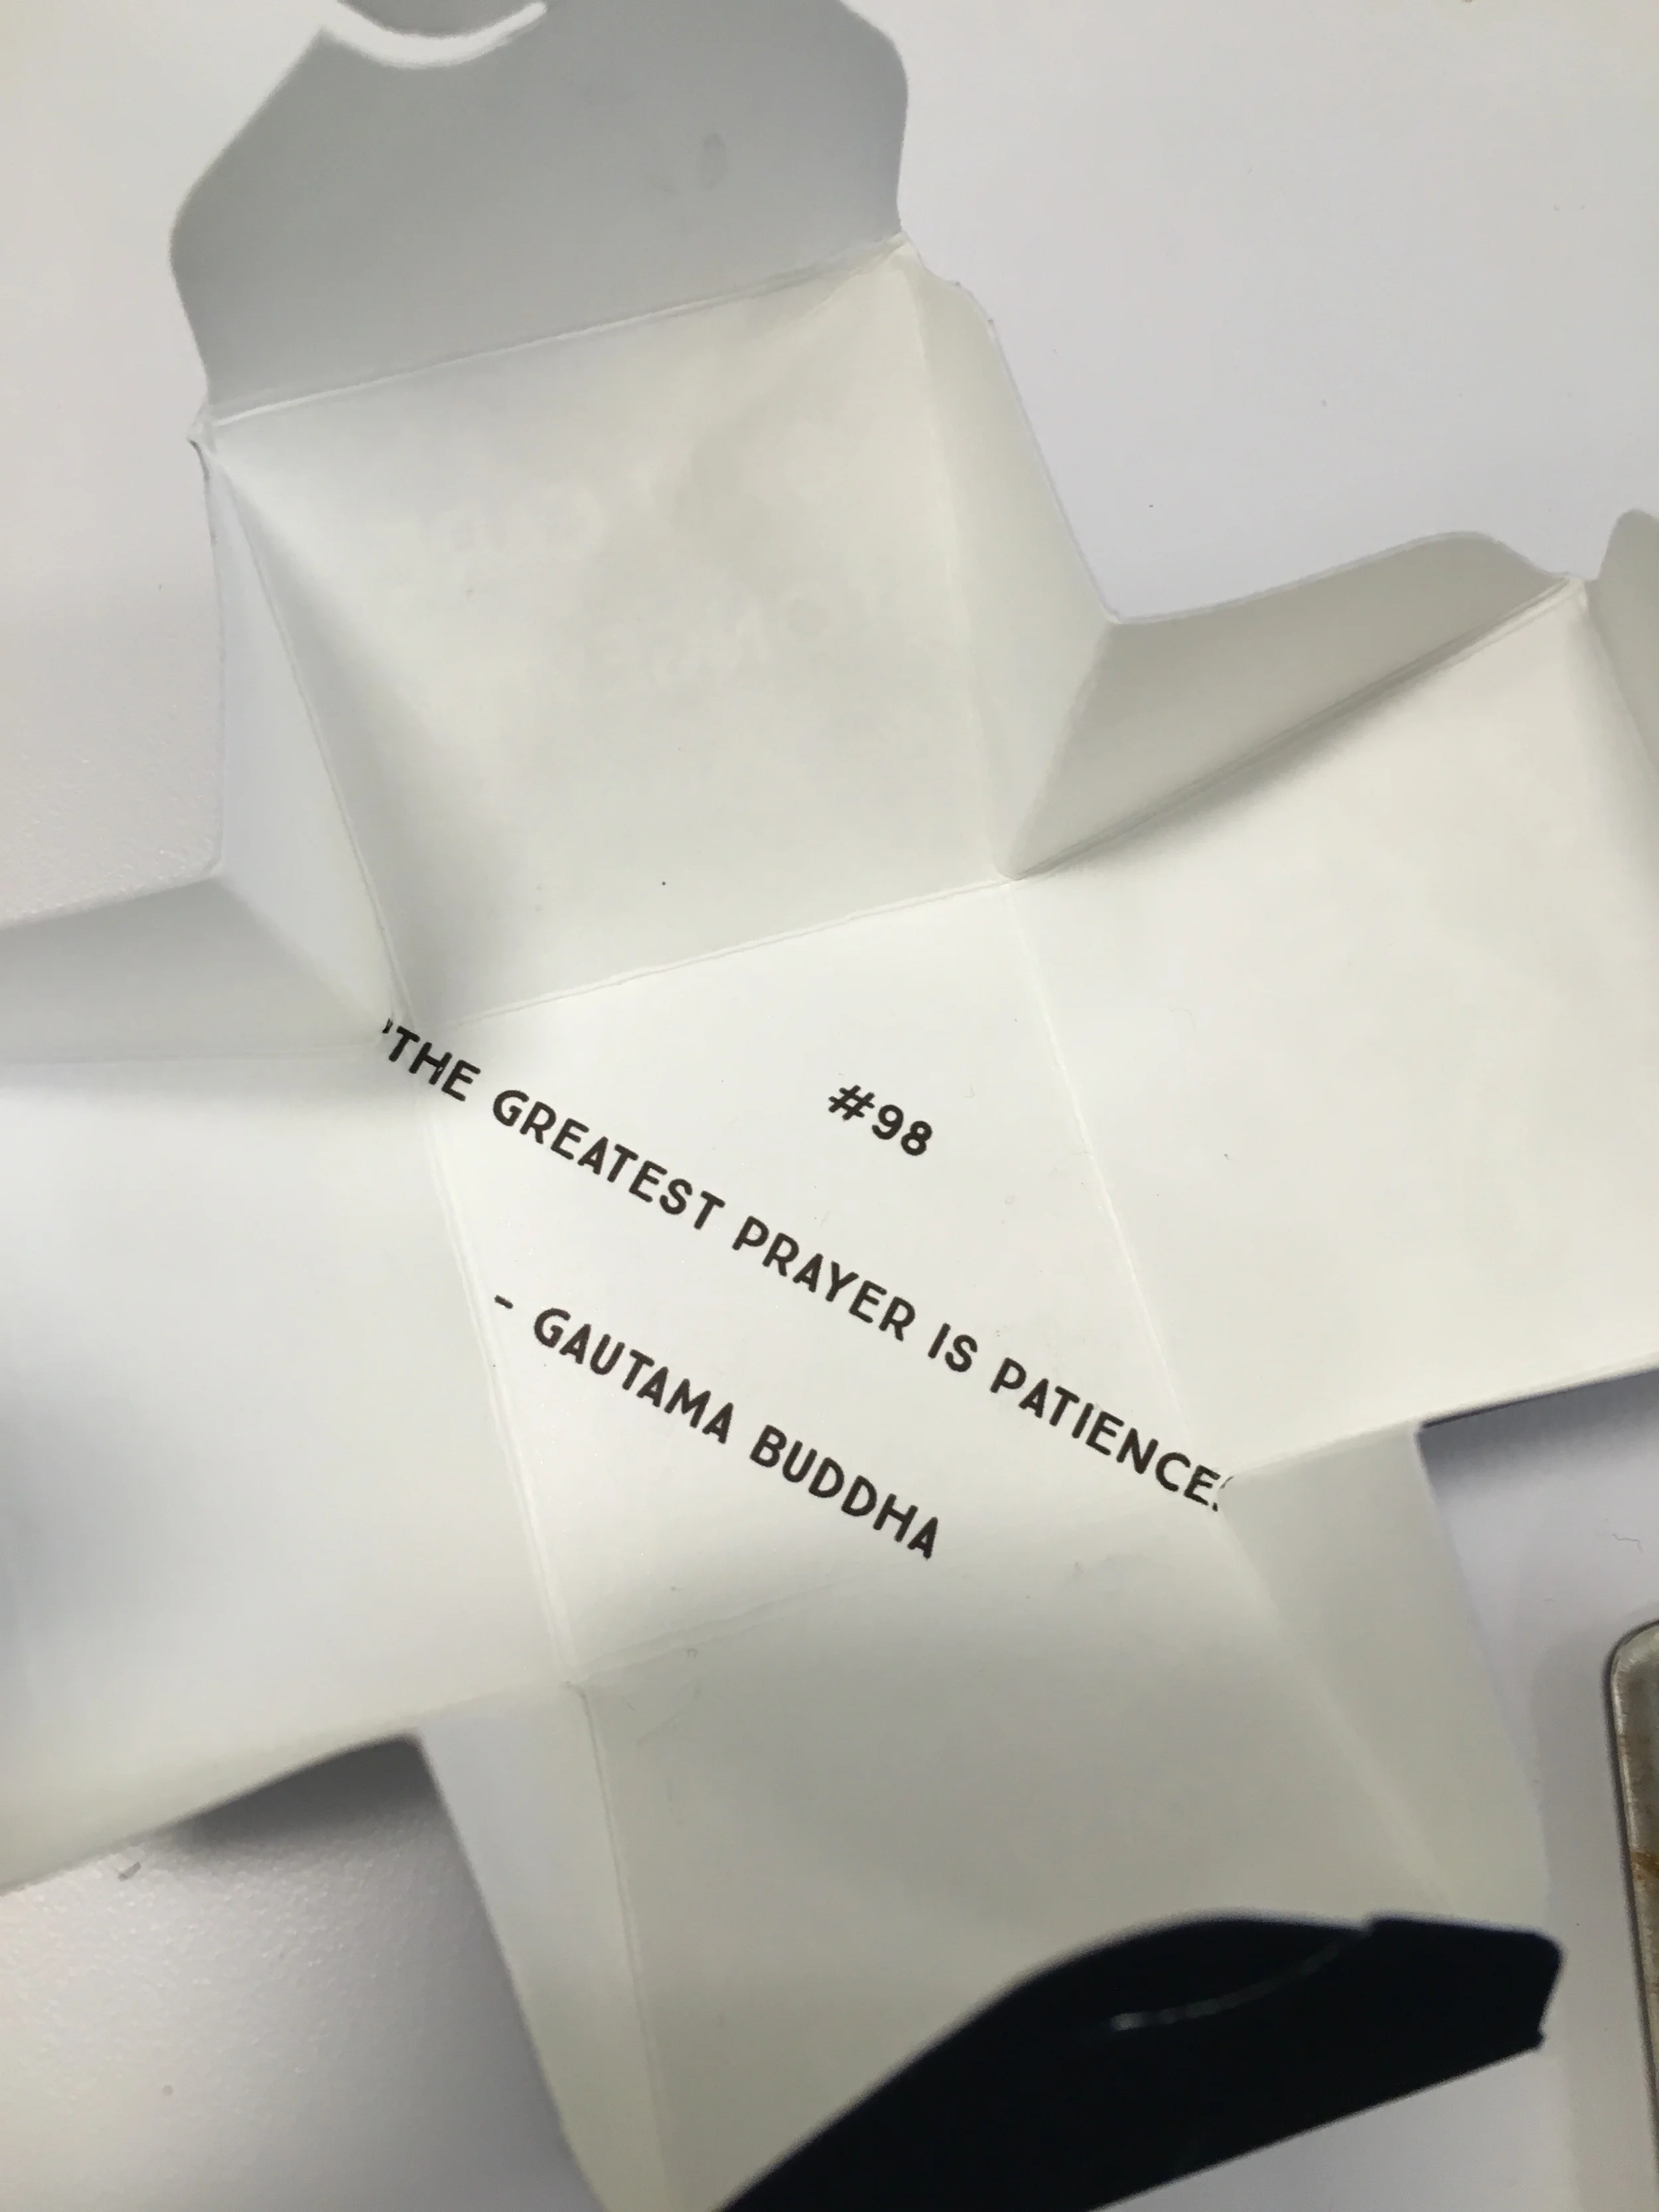 #98
"THE GREATEST PRAYER IS PATIENCE."
- GAUTAMA BUDDHA